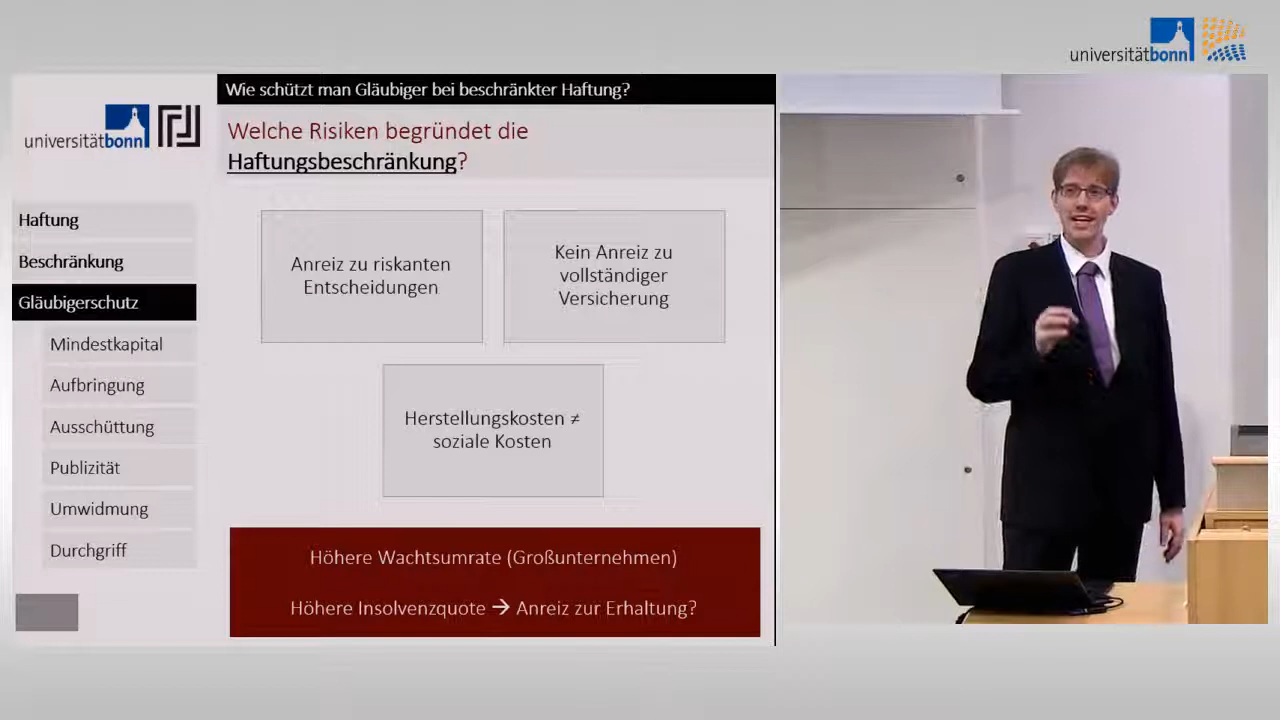 universitätbonn
Wie schützt man Gläubiger bei beschränkter Haftung?
universitätbonn
Welche Risiken begründet die
Haftungsbeschränkung?
Haftung
Beschränkung
Gläubigerschutz
Mindestkapital
Aufbringung
Ausschüttung
Publizität
Umwidmung
Durchgriff
Anreiz zu riskanten
Entscheidungen
Kein Anreiz zu
vollständiger
Versicherung
Herstellungskosten ≠
soziale Kosten
Höhere Wachtsumrate (Großunternehmen)
Höhere Insolvenzquote → Anreiz zur Erhaltung?